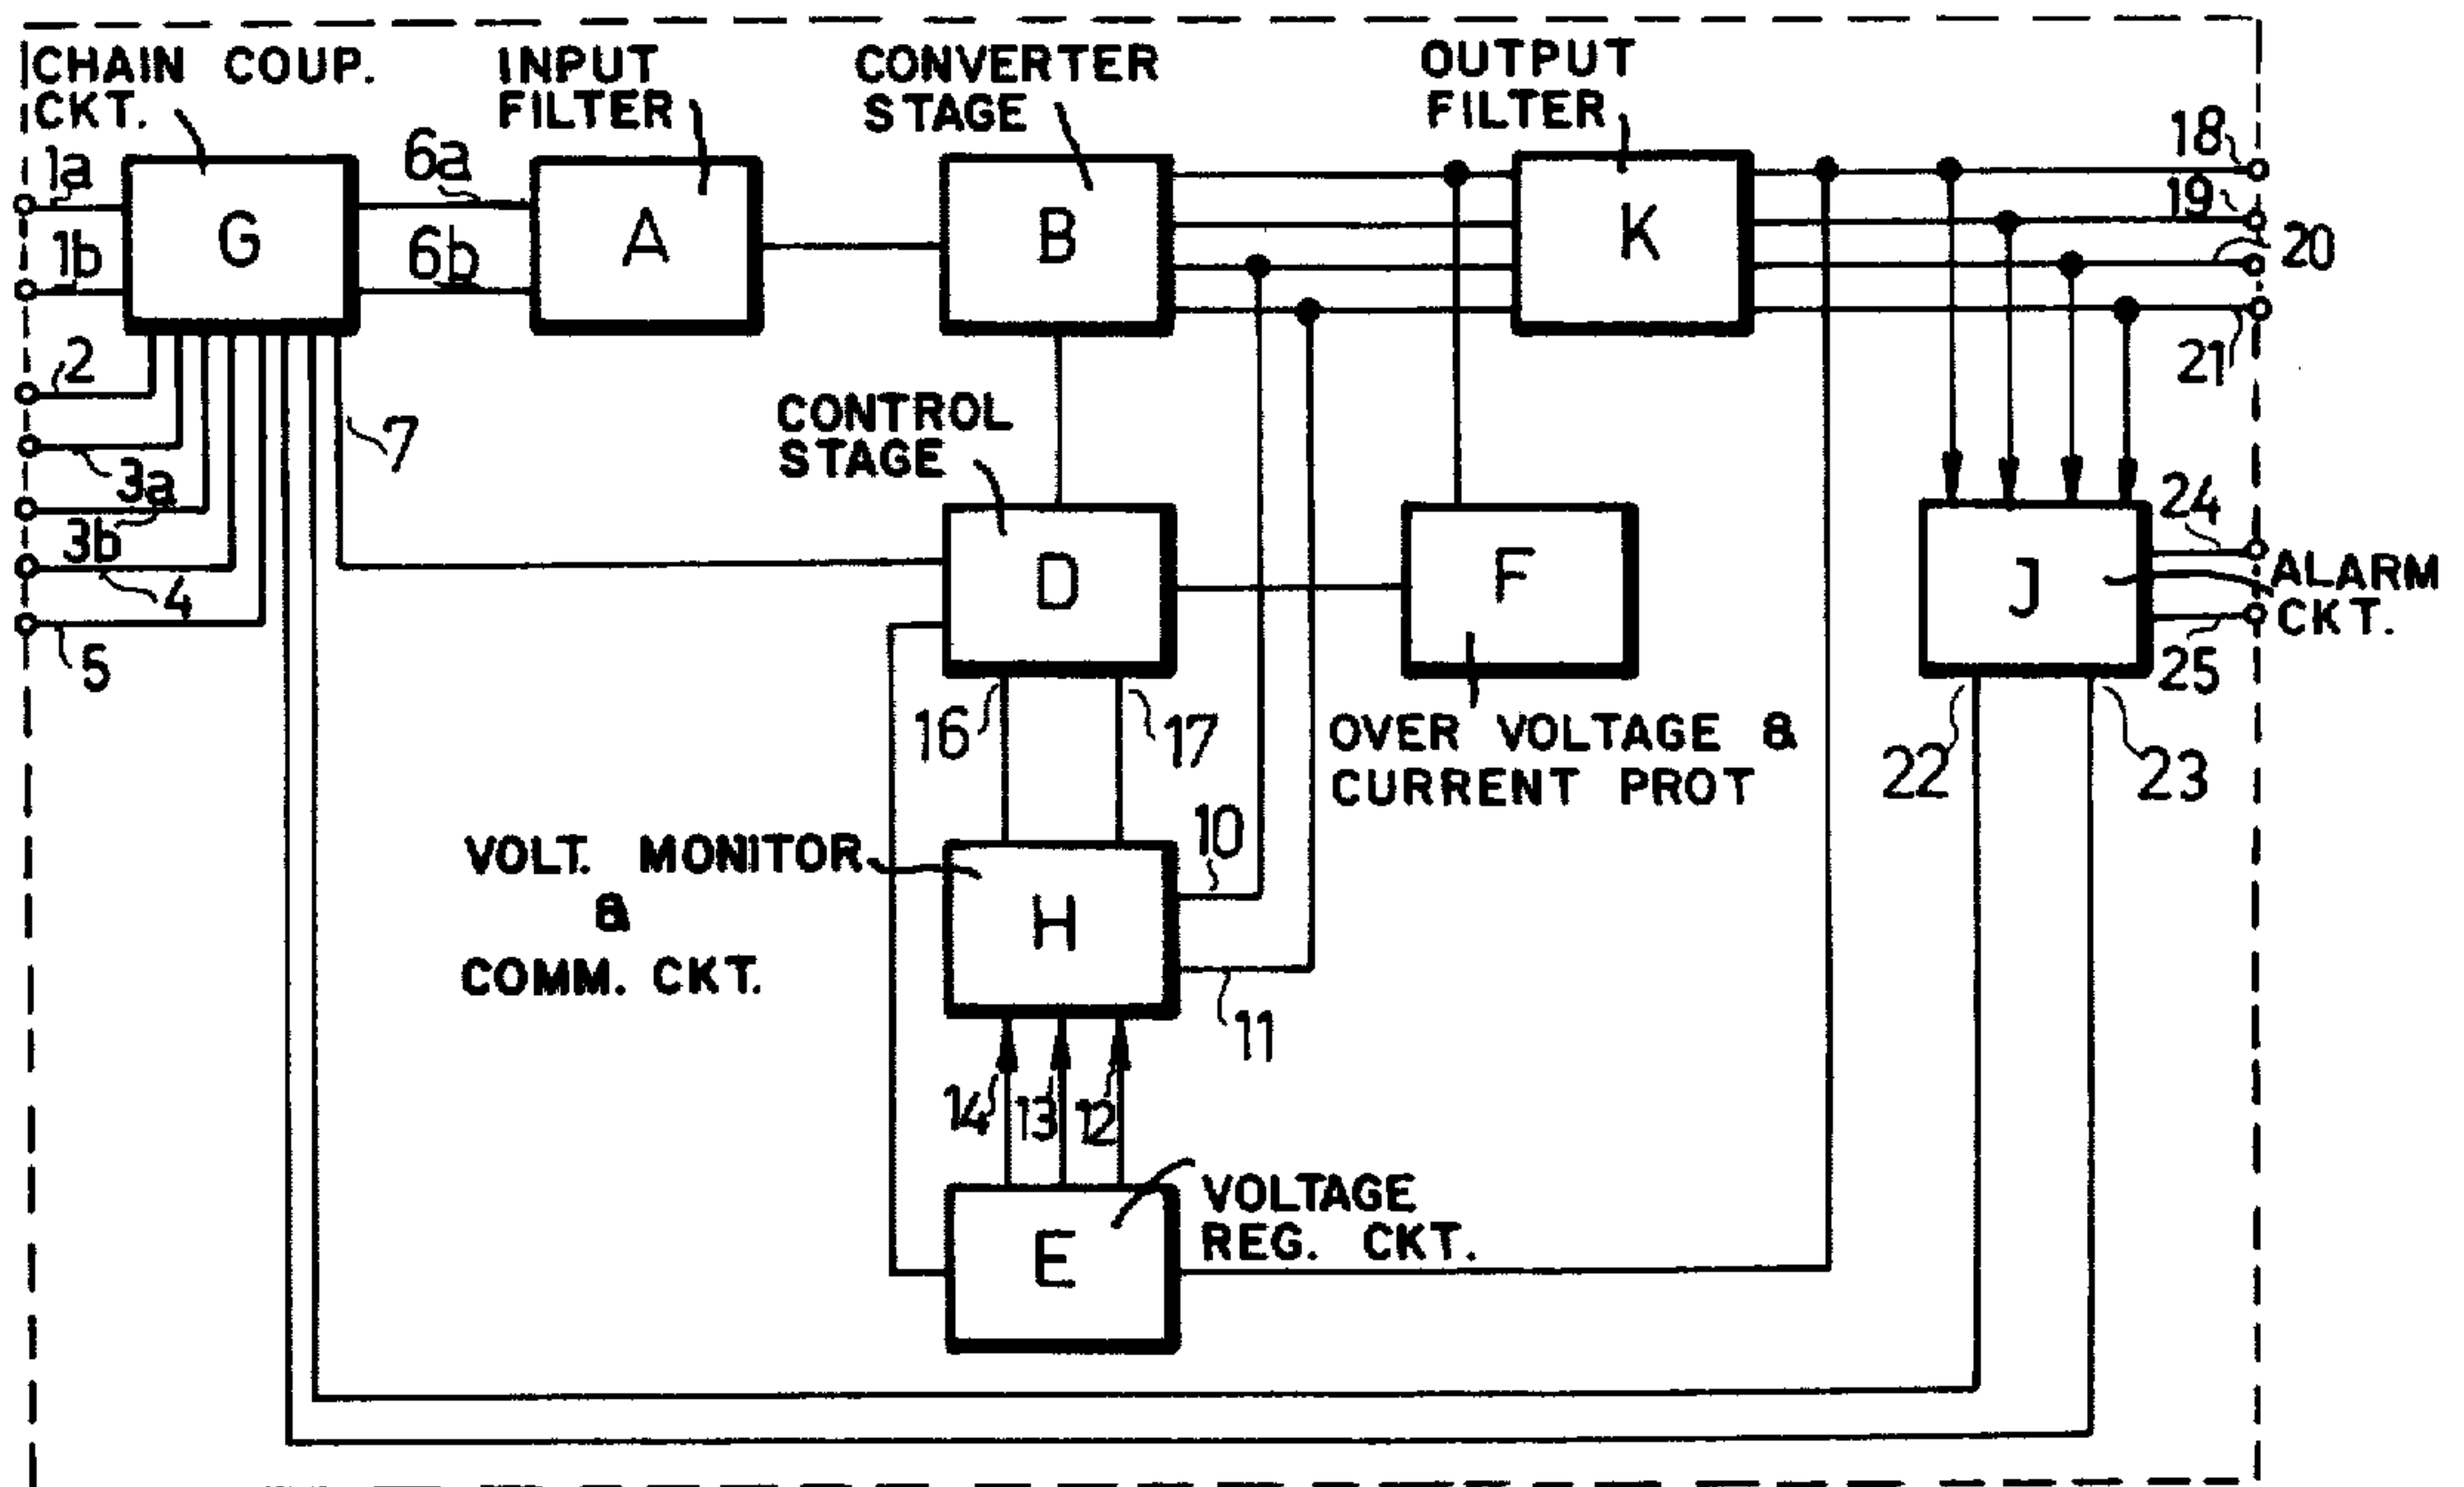 CHAIN COUP.
CKT.
INPUT
FILTER
CONVERTER
STAGE
OUTPUT
FILTER
1a
1b
G
6a
6b
A
B
K
18
19
20
21
2
3a
3b
4
5
7
CONTROL
STAGE
D
F
J
24
ALARM
CKT.
25
16
17
OVER VOLTAGE &
CURRENT PROT
22
23
VOLT. MONITOR
&
COMM. CKT.
H
10
11
14
13
12
E
VOLTAGE
REG. CKT.